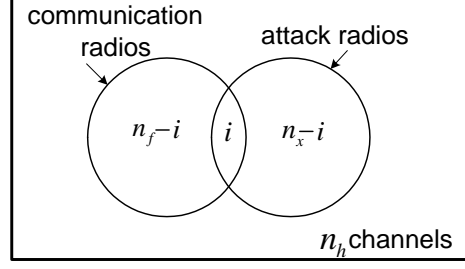 communication
radios
attack radios
n_f−i
i
n_x−i
n_h channels